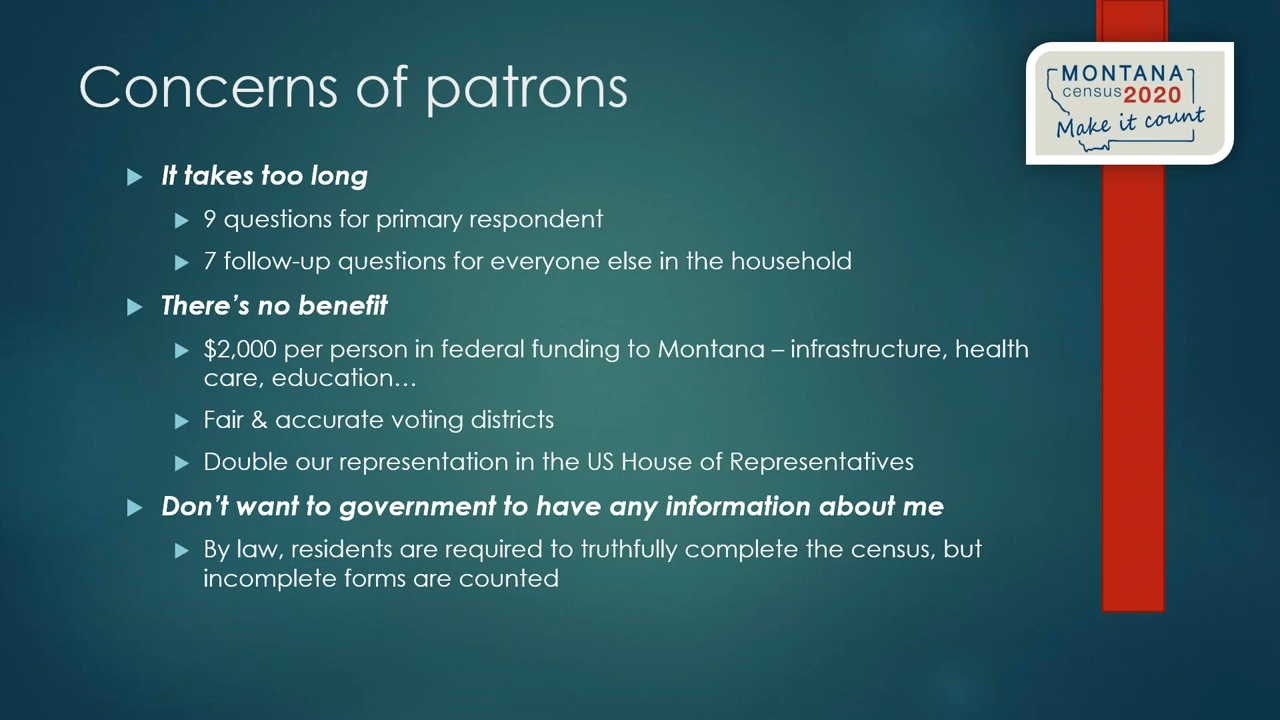 Concerns of patrons
MONTANA
census2020
Make it count
It takes too long
9 questions for primary respondent
7 follow-up questions for everyone else in the household
There’s no benefit
$2,000 per person in federal funding to Montana – infrastructure, health
care, education…
Fair & accurate voting districts
Double our representation in the US House of Representatives
Don’t want to government to have any information about me
By law, residents are required to truthfully complete the census, but
incomplete forms are counted